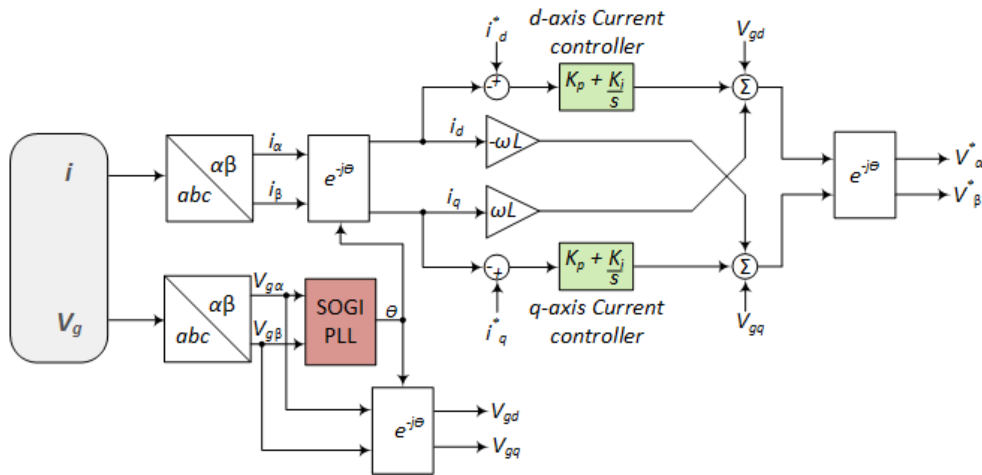 i*d
d-axis Current
controller
Vgd
- +
Kp + Ki/s
Σ
i
abc
αβ
iα
iβ
e-jθ
id
-ωL
iq
ωL
e-jθ
V*α
V*β
- +
Kp + Ki/s
Σ
i*q
q-axis Current
controller
Vgq
Vg
abc
αβ
Vgα
Vgβ
SOGI
PLL
θ
e-jθ
Vgd
Vgq